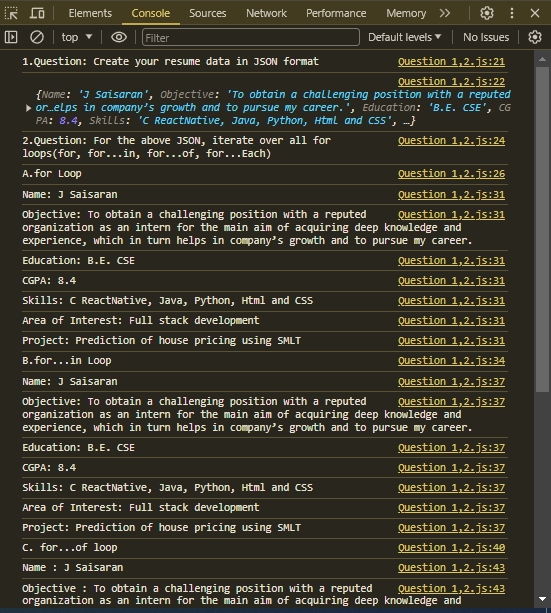 Elements Console Sources Network Performance Memory »
top Filter Default levels No Issues
1.Question: Create your resume data in JSON format Question 1,2.js:21
Question 1,2.js:22
{Name: 'J Saisaran', Objective: 'To obtain a challenging position with a reputed
or…elps in company’s growth and to pursue my career.', Education: 'B.E. CSE', CG
PA: 8.4, Skills: 'C ReactNative, Java, Python, Html and CSS', …}
2.Question: For the above JSON, iterate over all for Question 1,2.js:24
loops(for, for...in, for...of, for...Each)
A.for Loop Question 1,2.js:26
Name: J Saisaran Question 1,2.js:31
Objective: To obtain a challenging position with a reputed Question 1,2.js:31
organization as an intern for the main aim of acquiring deep knowledge and
experience, which in turn helps in company’s growth and to pursue my career.
Education: B.E. CSE Question 1,2.js:31
CGPA: 8.4 Question 1,2.js:31
Skills: C ReactNative, Java, Python, Html and CSS Question 1,2.js:31
Area of Interest: Full stack development Question 1,2.js:31
Project: Prediction of house pricing using SMLT Question 1,2.js:31
B.for...in Loop Question 1,2.js:34
Name: J Saisaran Question 1,2.js:37
Objective: To obtain a challenging position with a reputed Question 1,2.js:37
organization as an intern for the main aim of acquiring deep knowledge and
experience, which in turn helps in company’s growth and to pursue my career.
Education: B.E. CSE Question 1,2.js:37
CGPA: 8.4 Question 1,2.js:37
Skills: C ReactNative, Java, Python, Html and CSS Question 1,2.js:37
Area of Interest: Full stack development Question 1,2.js:37
Project: Prediction of house pricing using SMLT Question 1,2.js:37
C. for...of loop Question 1,2.js:40
Name : J Saisaran Question 1,2.js:43
Objective : To obtain a challenging position with a reputed Question 1,2.js:43
organization as an intern for the main aim of acquiring deep knowledge and